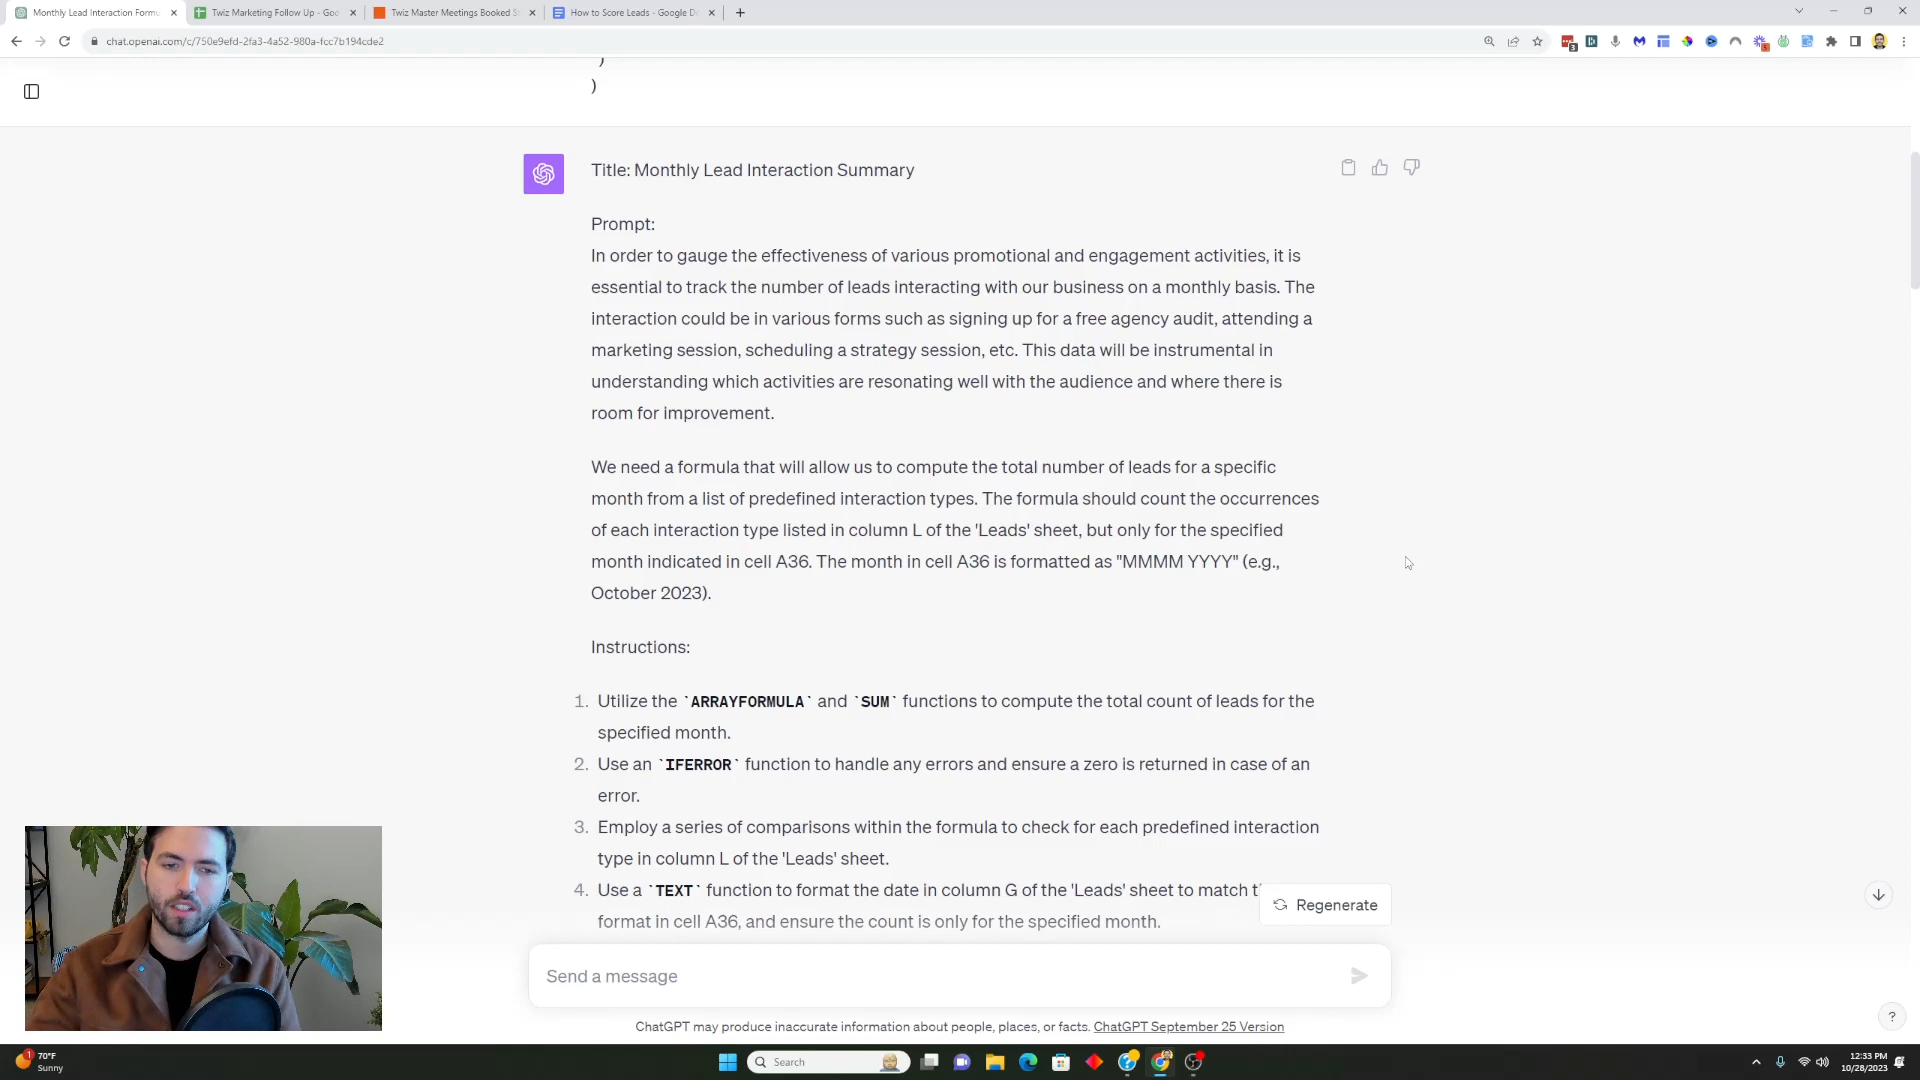 Monthly Lead Interaction Formu
Twiz Marketing Follow Up - Goo
Twiz Master Meetings Booked S
How to Score Leads - Google D
chat.openai.com/c/750e9efd-2fa3-4a52-980a-fcc7b194cde2
)
)
Title: Monthly Lead Interaction Summary
Prompt:
In order to gauge the effectiveness of various promotional and engagement activities, it is
essential to track the number of leads interacting with our business on a monthly basis. The
interaction could be in various forms such as signing up for a free agency audit, attending a
marketing session, scheduling a strategy session, etc. This data will be instrumental in
understanding which activities are resonating well with the audience and where there is
room for improvement.
We need a formula that will allow us to compute the total number of leads for a specific
month from a list of predefined interaction types. The formula should count the occurrences
of each interaction type listed in column L of the 'Leads' sheet, but only for the specified
month indicated in cell A36. The month in cell A36 is formatted as "MMMM YYYY" (e.g.,
October 2023).
Instructions:
1. Utilize the `ARRAYFORMULA` and `SUM` functions to compute the total count of leads for the
specified month.
2. Use an `IFERROR` function to handle any errors and ensure a zero is returned in case of an
error.
3. Employ a series of comparisons within the formula to check for each predefined interaction
type in column L of the 'Leads' sheet.
4. Use a `TEXT` function to format the date in column G of the 'Leads' sheet to match t
format in cell A36, and ensure the count is only for the specified month.
Regenerate
Send a message
ChatGPT may produce inaccurate information about people, places, or facts. ChatGPT September 25 Version
?
70°F
Sunny
Search
12:33 PM
10/28/2023